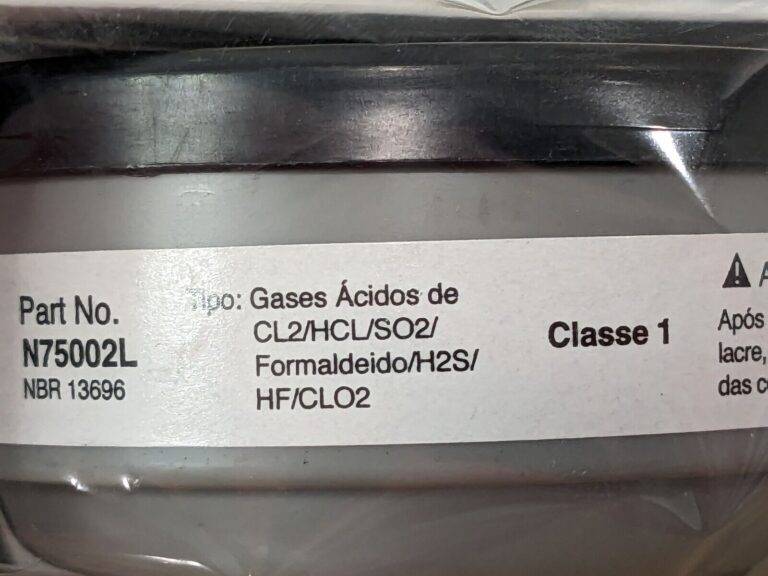 Part No.
N75002L
NBR 13696
Tipo: Gases Ácidos de
CL2/HCL/SO2/
Formaldeido/H2S/
HF/CLO2
Classe 1
Após
lacre,